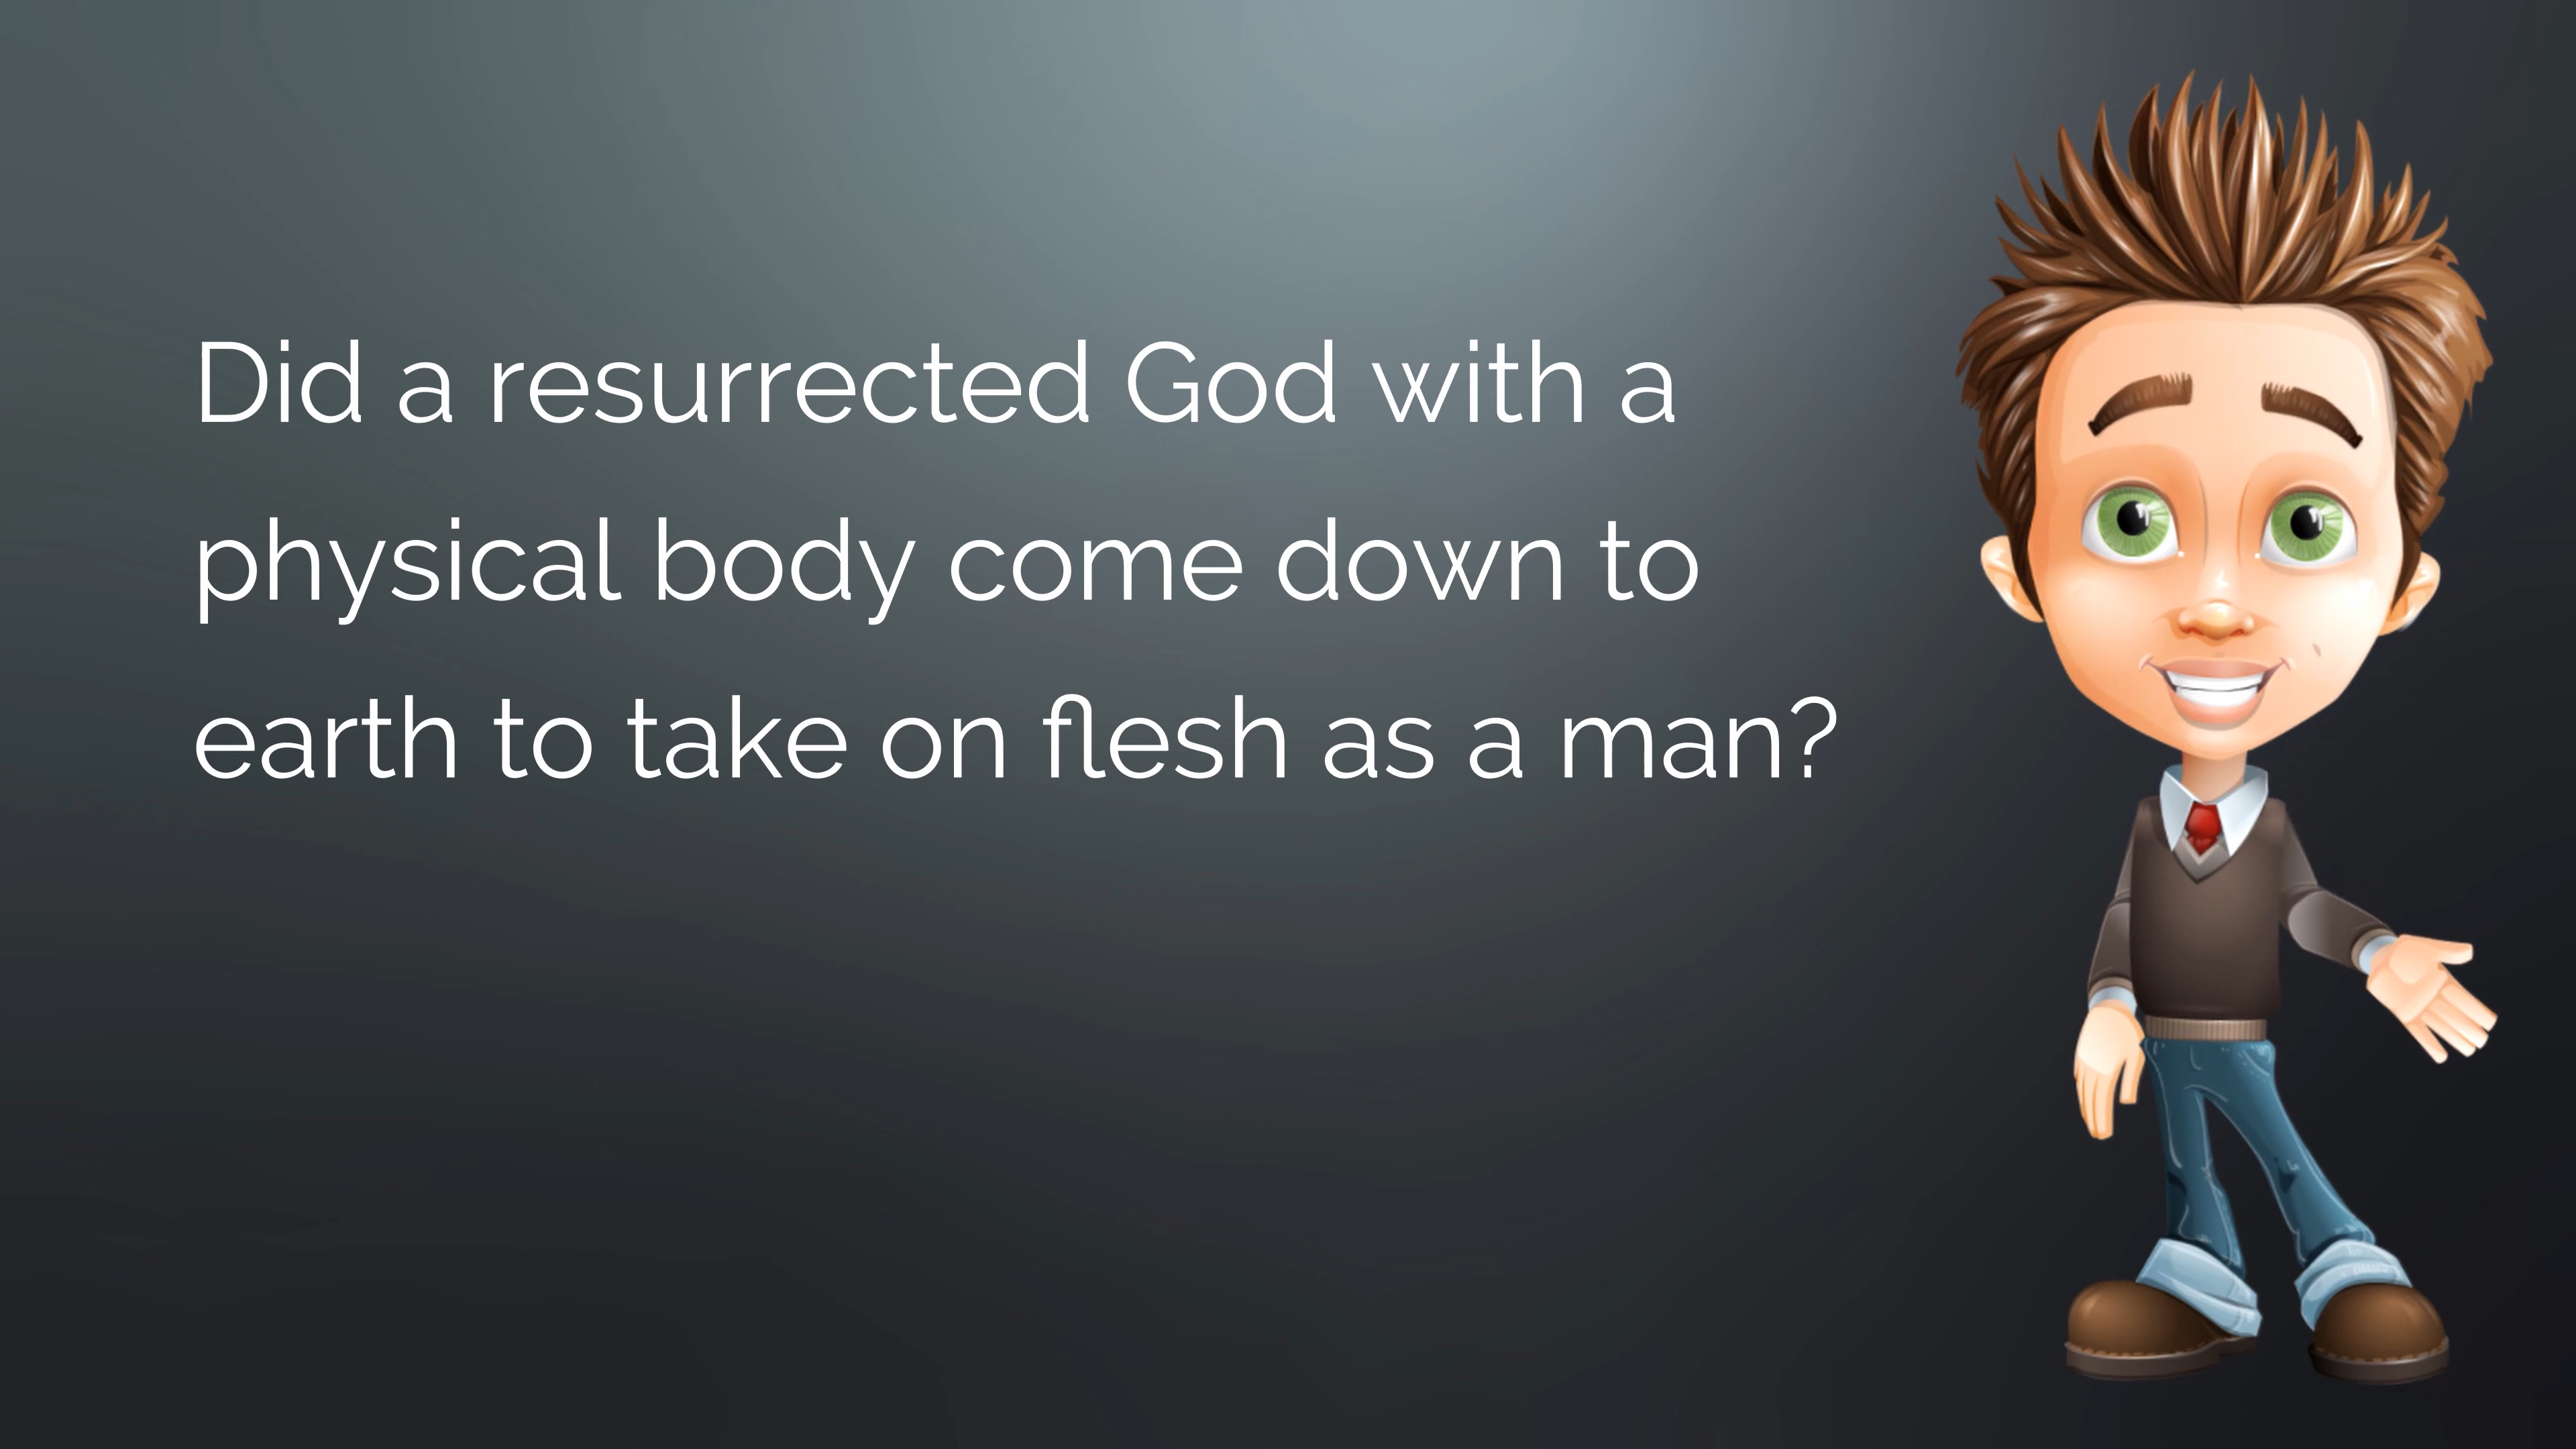 Did a resurrected God with a
physical body come down to
earth to take on flesh as a man?